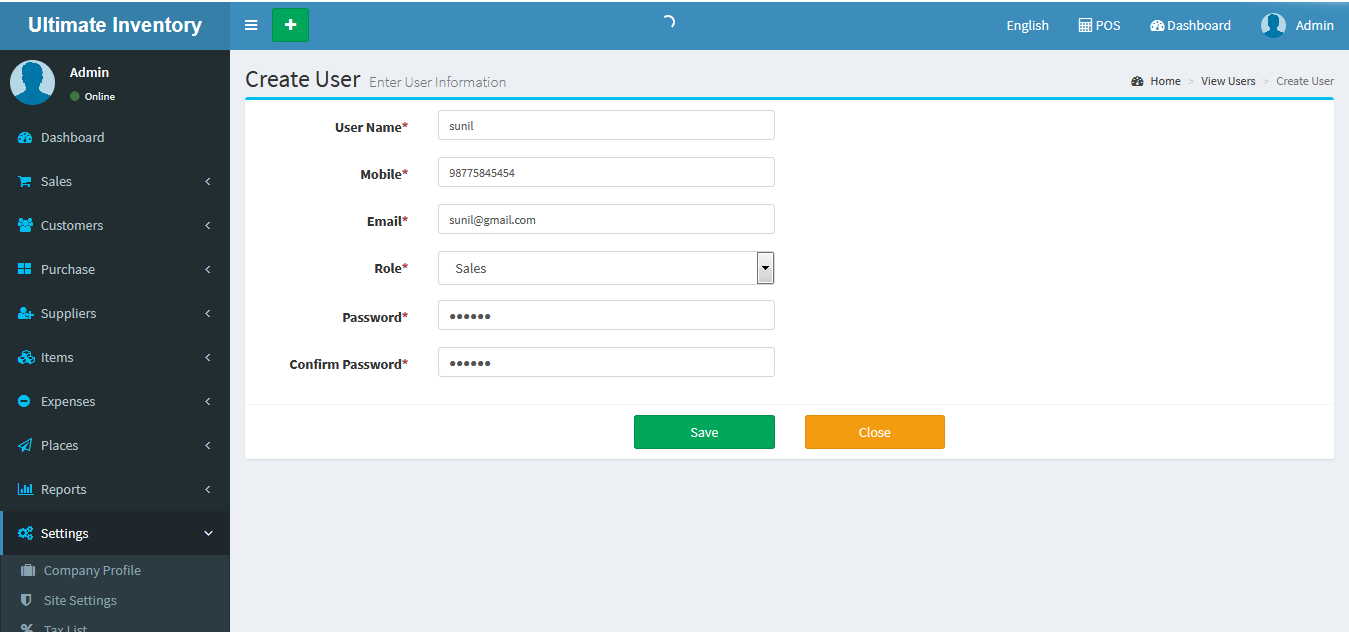 Ultimate Inventory
English
POS
Dashboard
Admin
Admin
Online
Dashboard
Sales
Customers
Purchase
Suppliers
Items
Expenses
Places
Reports
Settings
Company Profile
Site Settings
Tax List
Create User Enter User Information
Home > View Users > Create User
User Name* sunil
Mobile* 98775845454
Email* sunil@gmail.com
Role* Sales
Password* ●●●●●●
Confirm Password* ●●●●●●
Save
Close